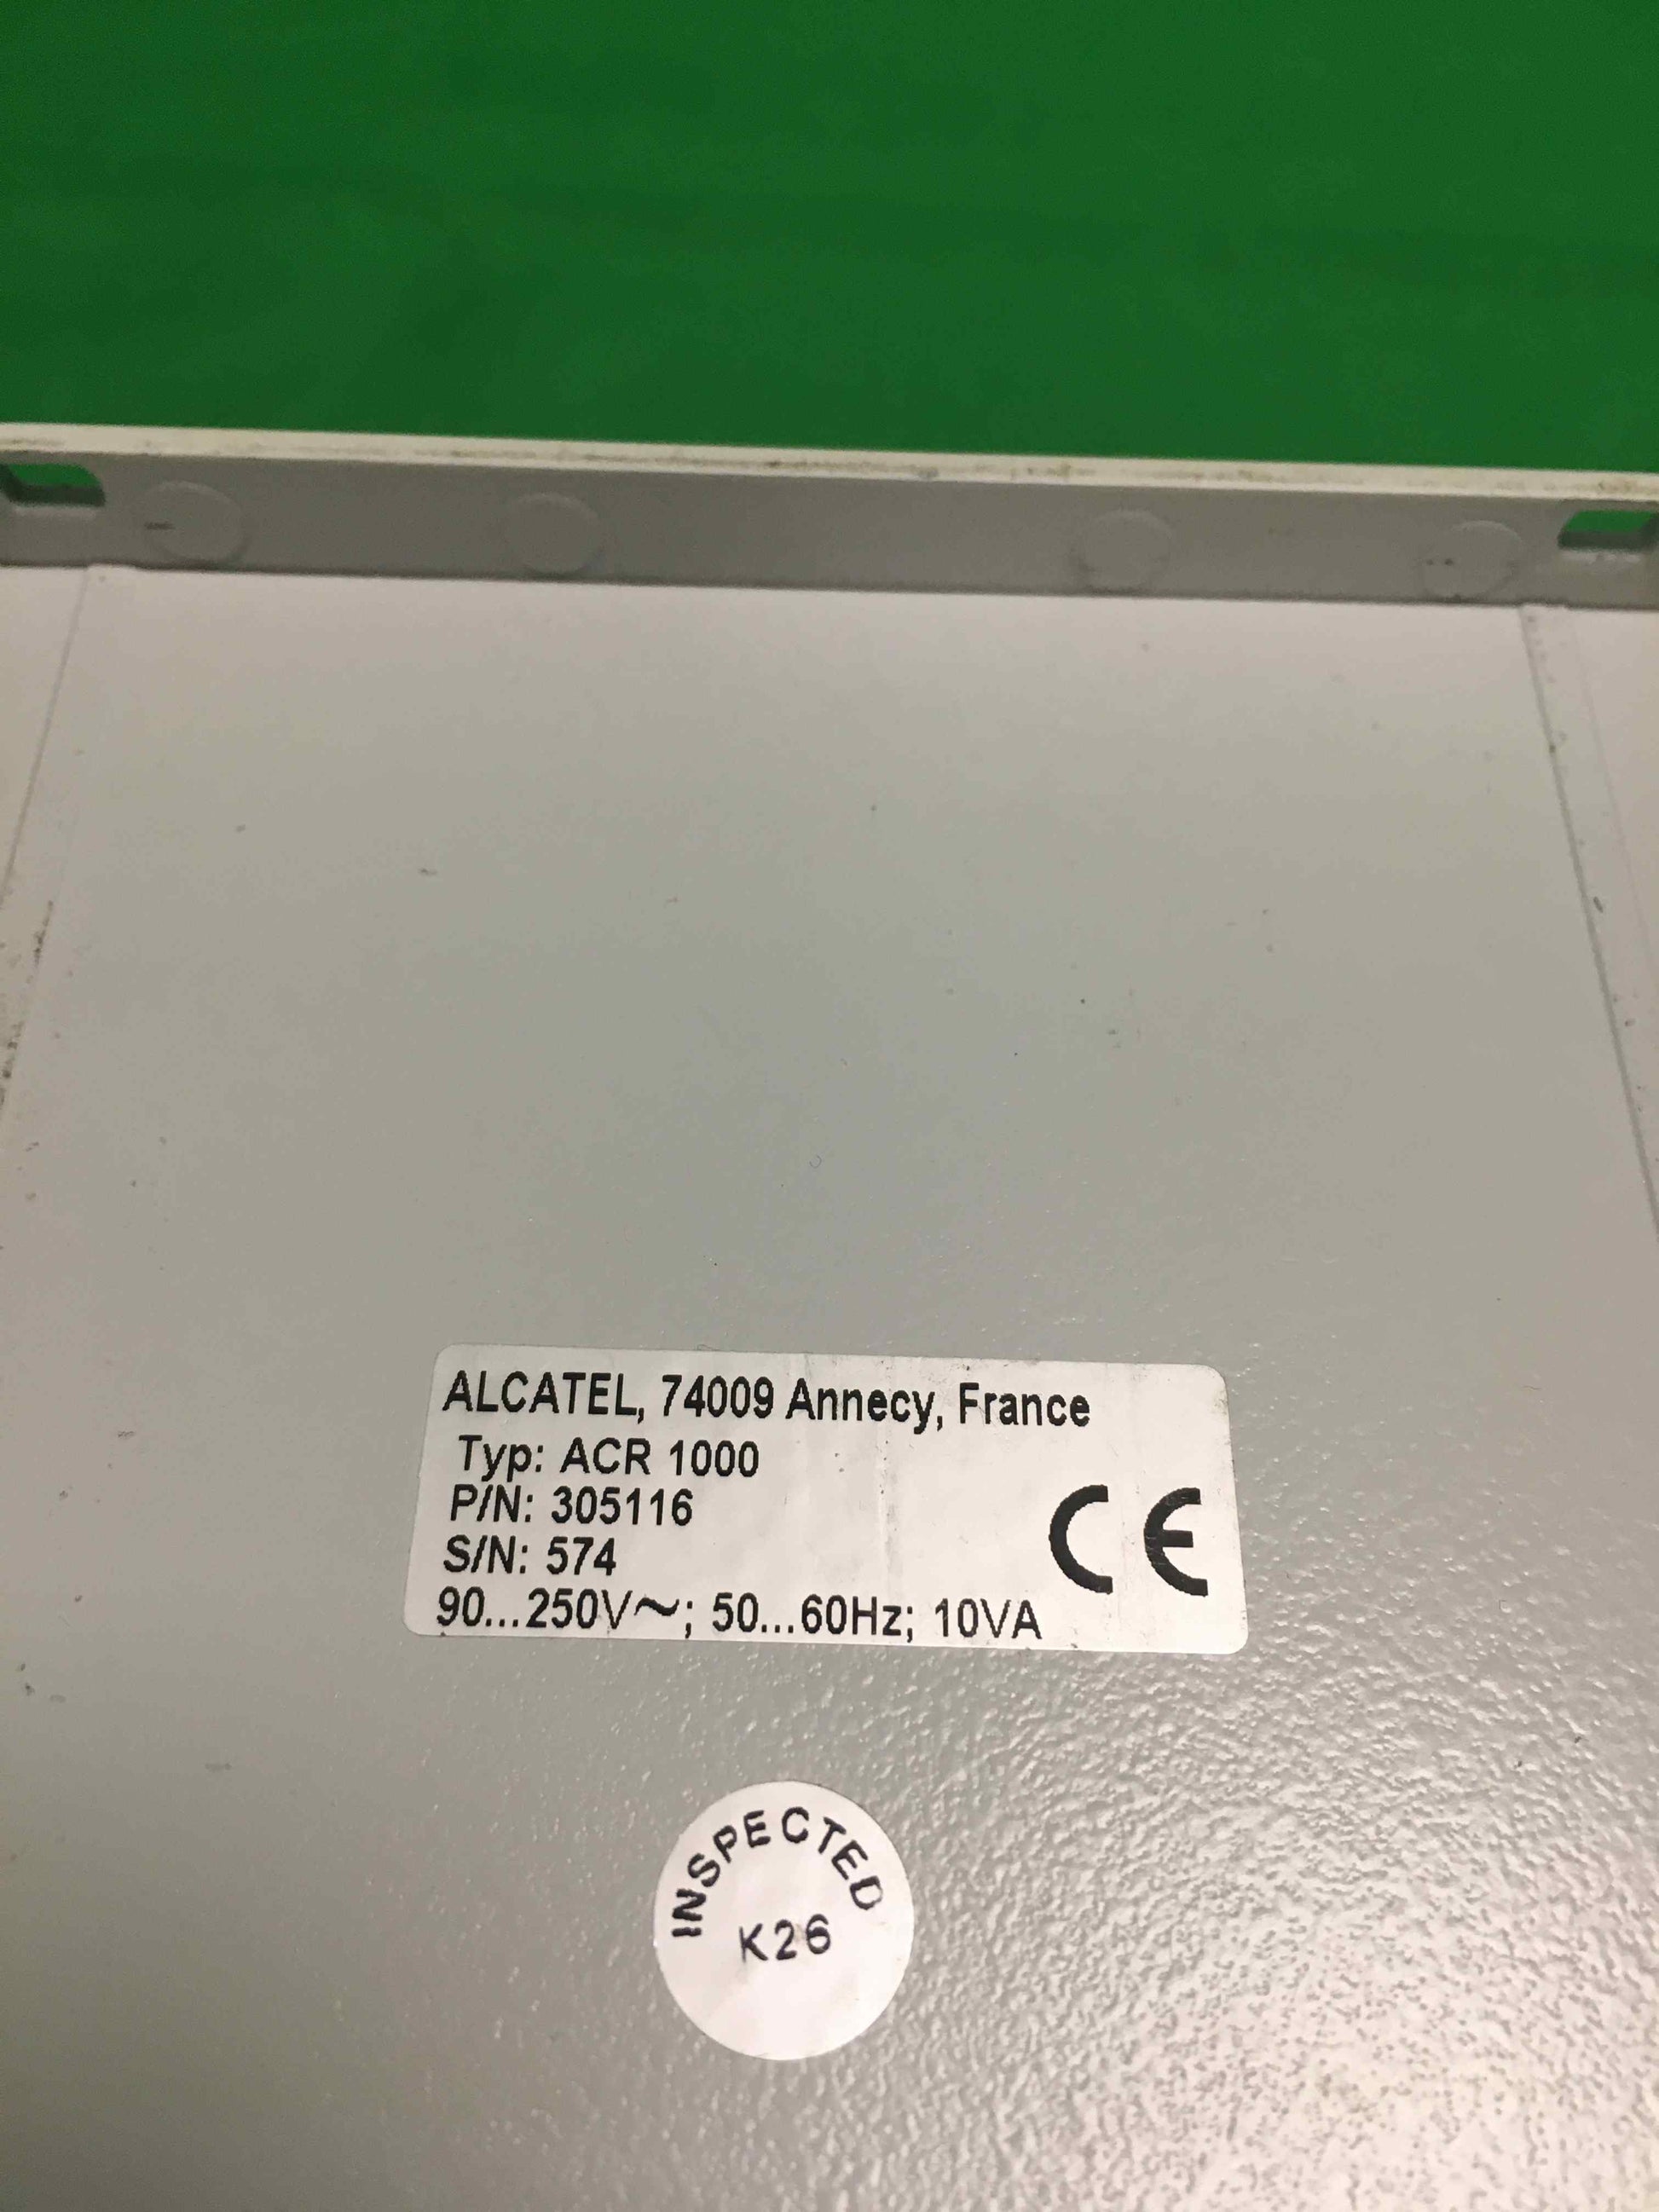 ALCATEL, 74009 Annecy, France
Typ: ACR 1000
P/N: 305116
S/N: 574
90...250V~; 50...60Hz; 10VA
CE
INSPECTED
K26